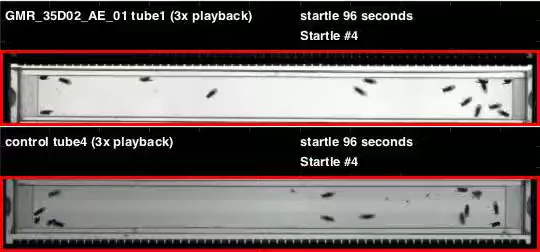 GMR_35D02_AE_01 tube1 (3x playback) startle 96 seconds
Startle #4
control tube4 (3x playback) startle 96 seconds
Startle #4